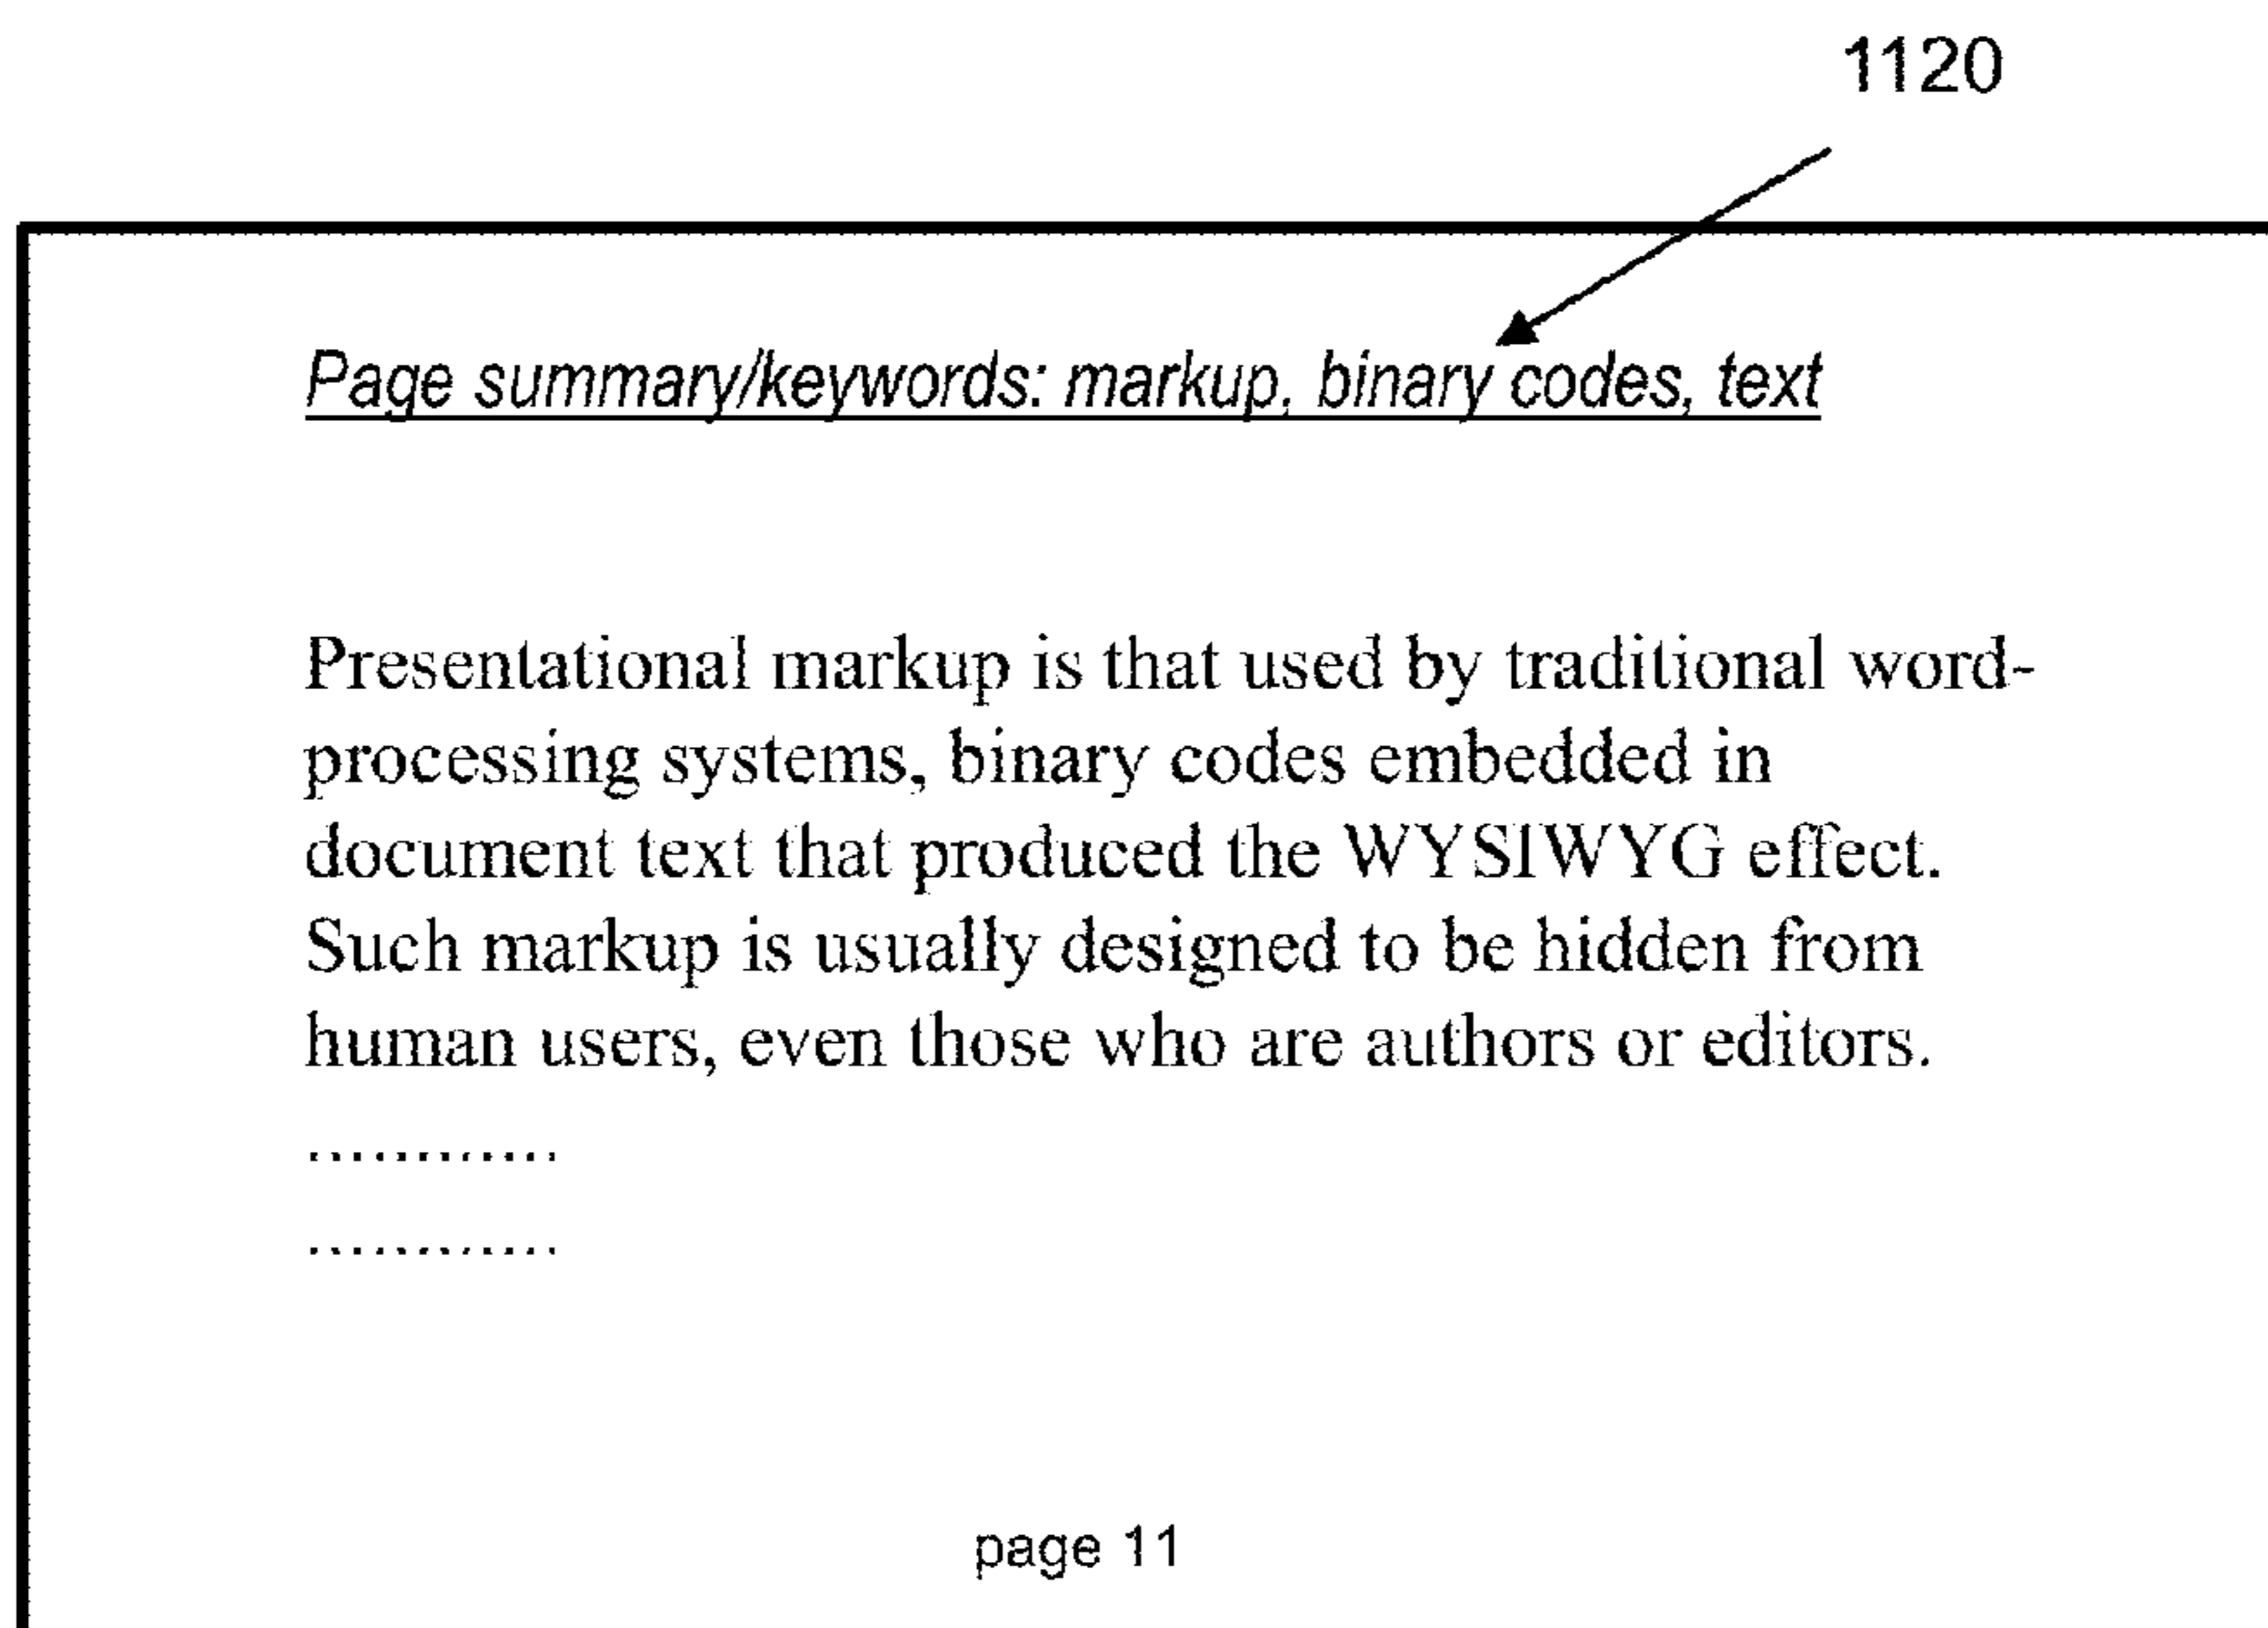 1120
Page summary/keywords: markup, binary codes, text
Presentational markup is that used by traditional word-
processing systems, binary codes embedded in
document text that produced the WYSIWYG effect.
Such markup is usually designed to be hidden from
human users, even those who are authors or editors.
............
............
page 11